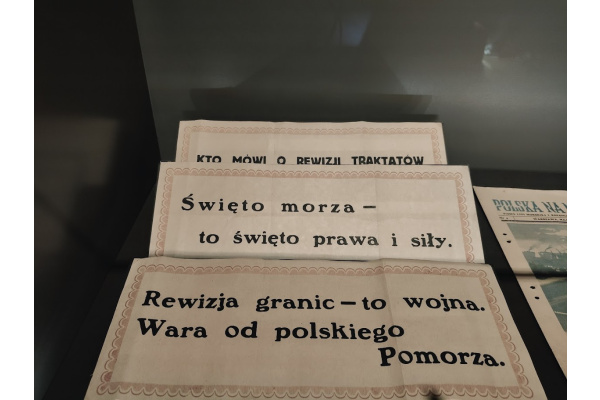 KTO MÓWI O REWIZJI TRAKTATÓW
Święto morza –
to święto prawa i siły.
Rewizja granic – to wojna.
Wara od polskiego
Pomorza.
POLSKA NA